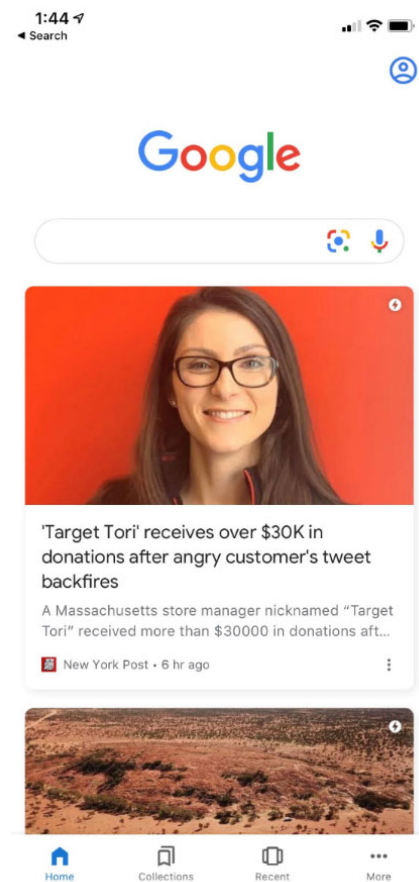 1:44
Search
Google
'Target Tori' receives over $30K in
donations after angry customer's tweet
backfires
A Massachusetts store manager nicknamed “Target
Tori” received more than $30000 in donations aft...
New York Post • 6 hr ago
Home Collections Recent More